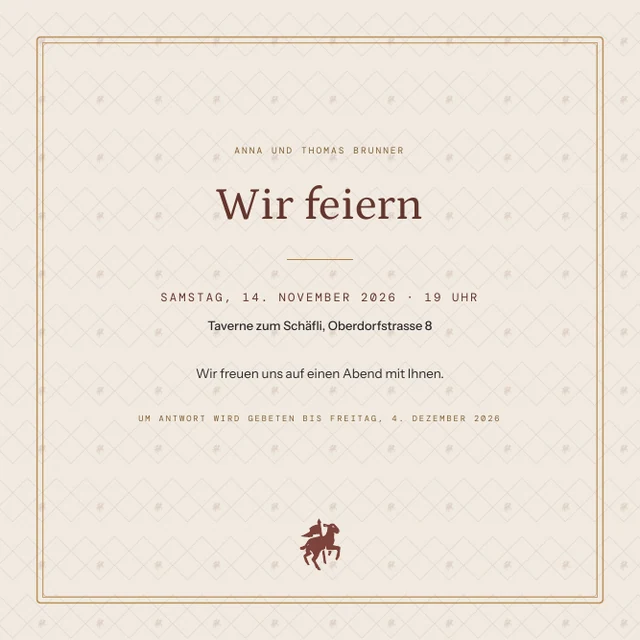 ANNA UND THOMAS BRUNNER
Wir feiern
SAMSTAG, 14. NOVEMBER 2026 · 19 UHR
Taverne zum Schäfli, Oberdorfstrasse 8
Wir freuen uns auf einen Abend mit Ihnen.
UM ANTWORT WIRD GEBETEN BIS FREITAG, 4. DEZEMBER 2026